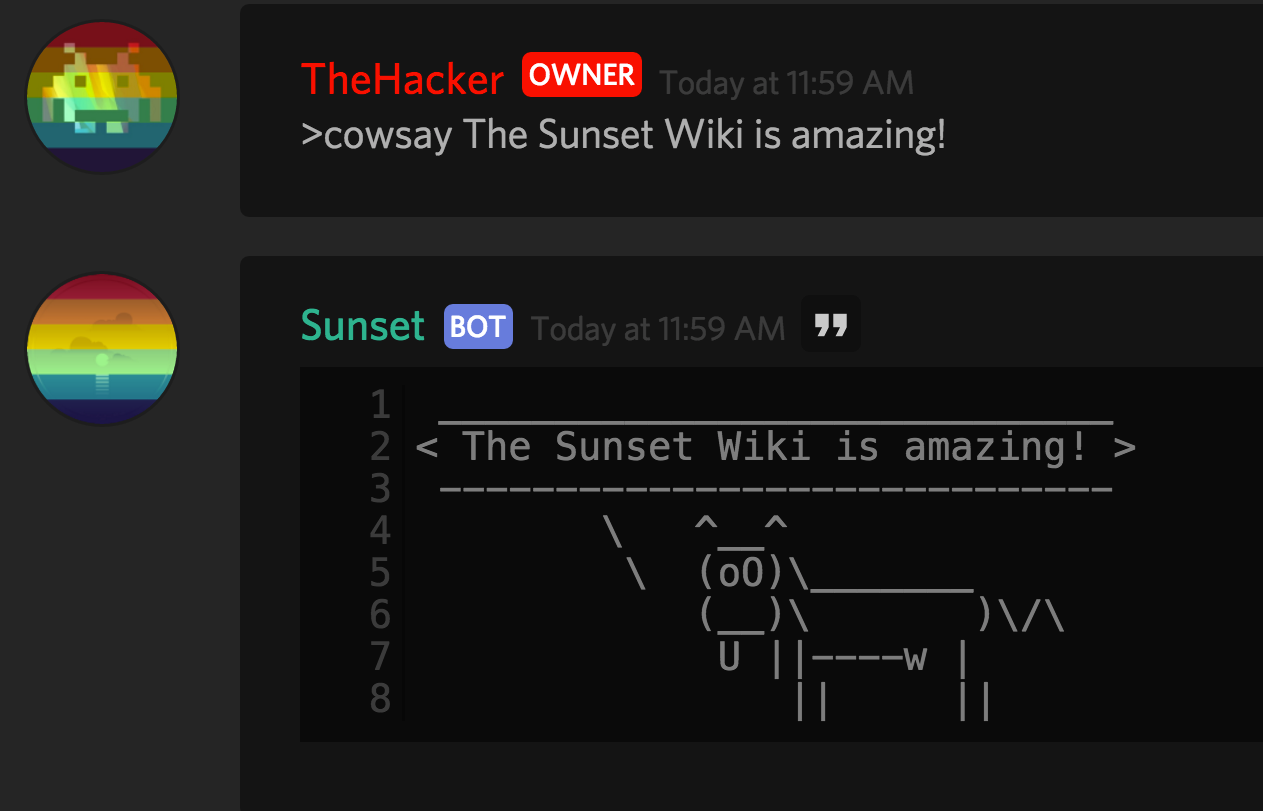 TheHacker OWNER Today at 11:59 AM
>cowsay The Sunset Wiki is amazing!
Sunset BOT Today at 11:59 AM
1  _____________________________
2 < The Sunset Wiki is amazing! >
3  -----------------------------
4         \   ^__^
5          \  (oO)\_______
6             (__)\       )\/\
7              U ||----w |
8                 ||     ||